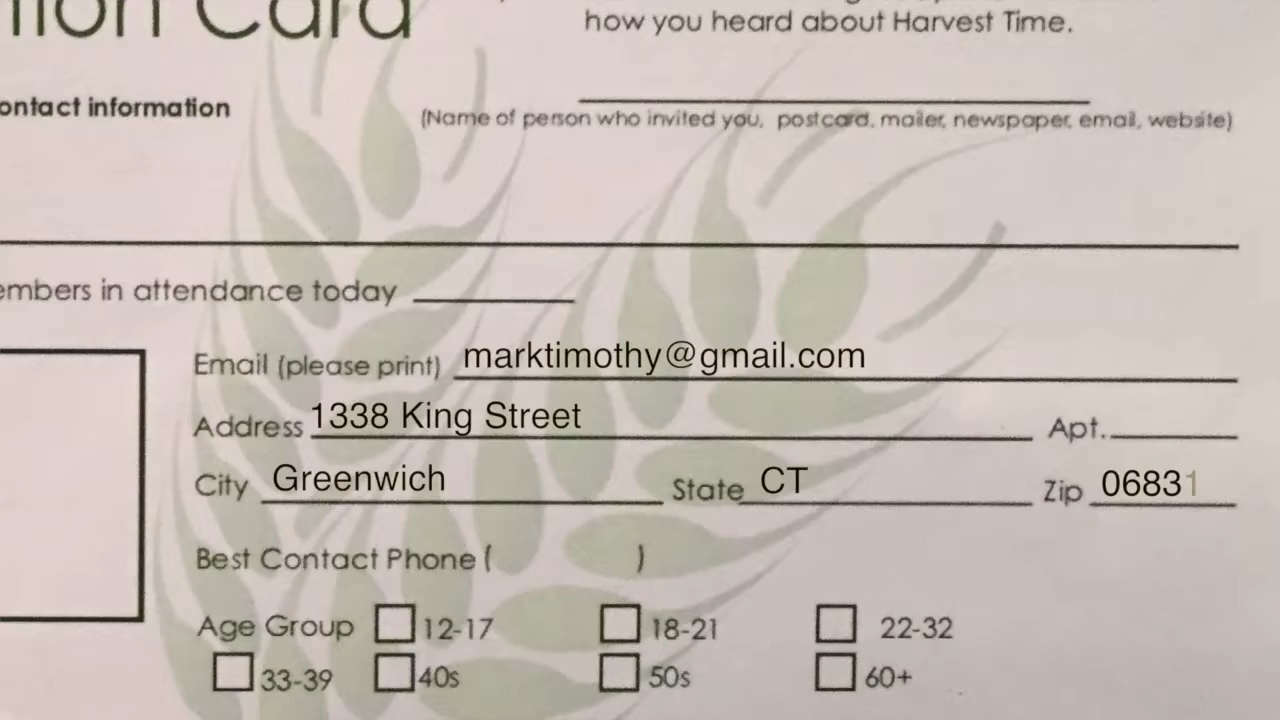 tion Card
how you heard about Harvest Time.
ontact information
(Name of person who invited you, postcard, mailer, newspaper, email, website)
embers in attendance today
Email (please print) marktimothy@gmail.com
Address 1338 King Street Apt.
City Greenwich State CT Zip 06831
Best Contact Phone ( )
Age Group 12-17 18-21 22-32
33-39 40s 50s 60+